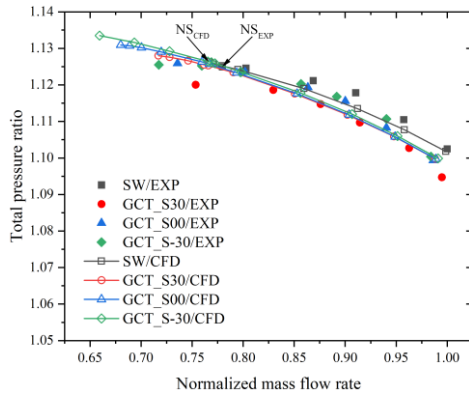 NS_CFD NS_EXP
1.14
1.13
1.12
1.11
1.10
1.09
1.08
1.07
1.06
1.05
Total pressure ratio
SW/EXP
GCT_S30/EXP
GCT_S00/EXP
GCT_S-30/EXP
SW/CFD
GCT_S30/CFD
GCT_S00/CFD
GCT_S-30/CFD
0.65 0.70 0.75 0.80 0.85 0.90 0.95 1.00
Normalized mass flow rate